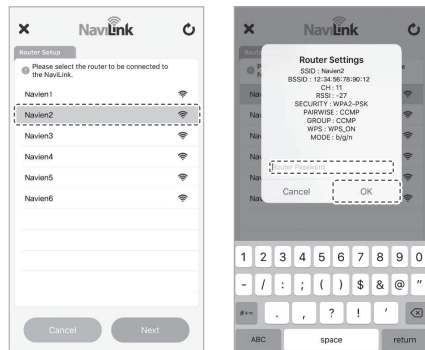 NaviLink
Router Setup
Please select the router to be connected to
the NaviLink.
Navien1
Navien2
Navien3
Navien4
Navien5
Navien6
Cancel
Next
NaviLink
Router Settings
SSID : Navien2
BSSID : 12:34:56:78:90:12
CH : 11
RSSI : -27
SECURITY : WPA2-PSK
PAIRWISE : CCMP
GROUP : CCMP
WPS : WPS_ON
MODE : b/g/n
Router Password
Cancel
OK
1 2 3 4 5 6 7 8 9 0
- / : ; ( ) $ & @ "
#+= . , ? ! '
ABC space return